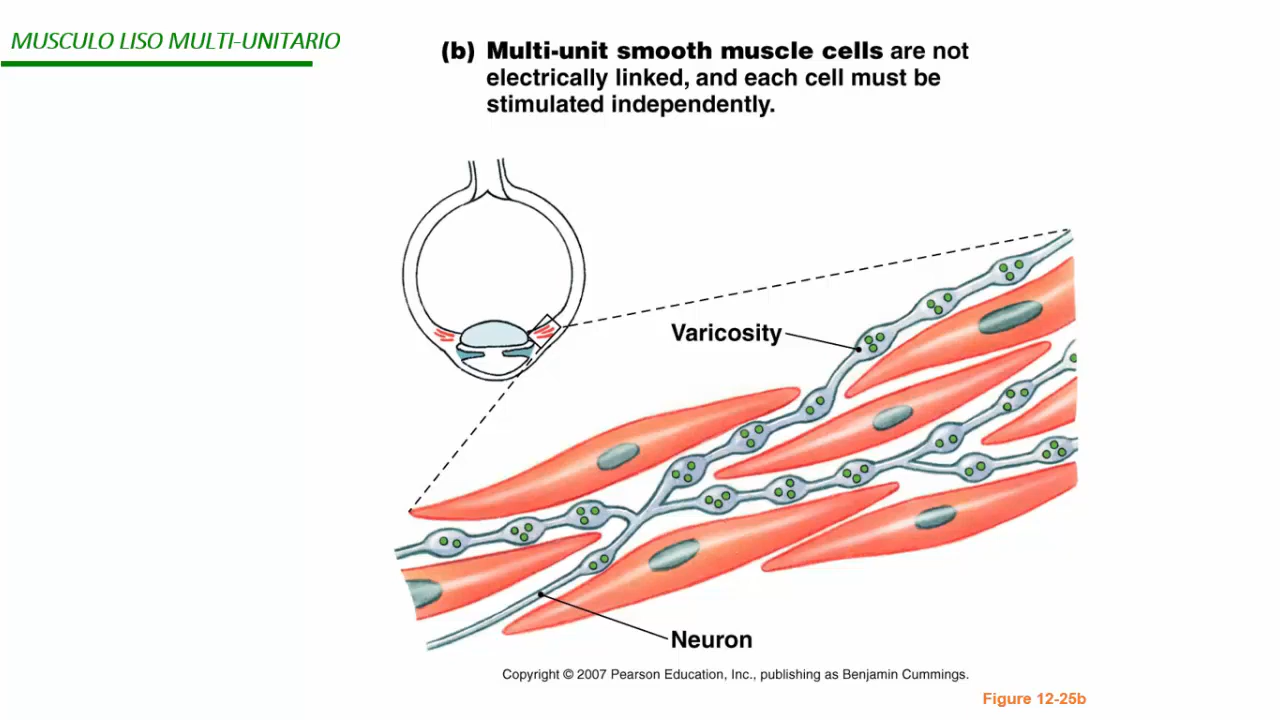 MUSCULO LISO MULTI-UNITARIO
(b) Multi-unit smooth muscle cells are not
electrically linked, and each cell must be
stimulated independently.
Varicosity
Neuron
Copyright © 2007 Pearson Education, Inc., publishing as Benjamin Cummings.
Figure 12-25b